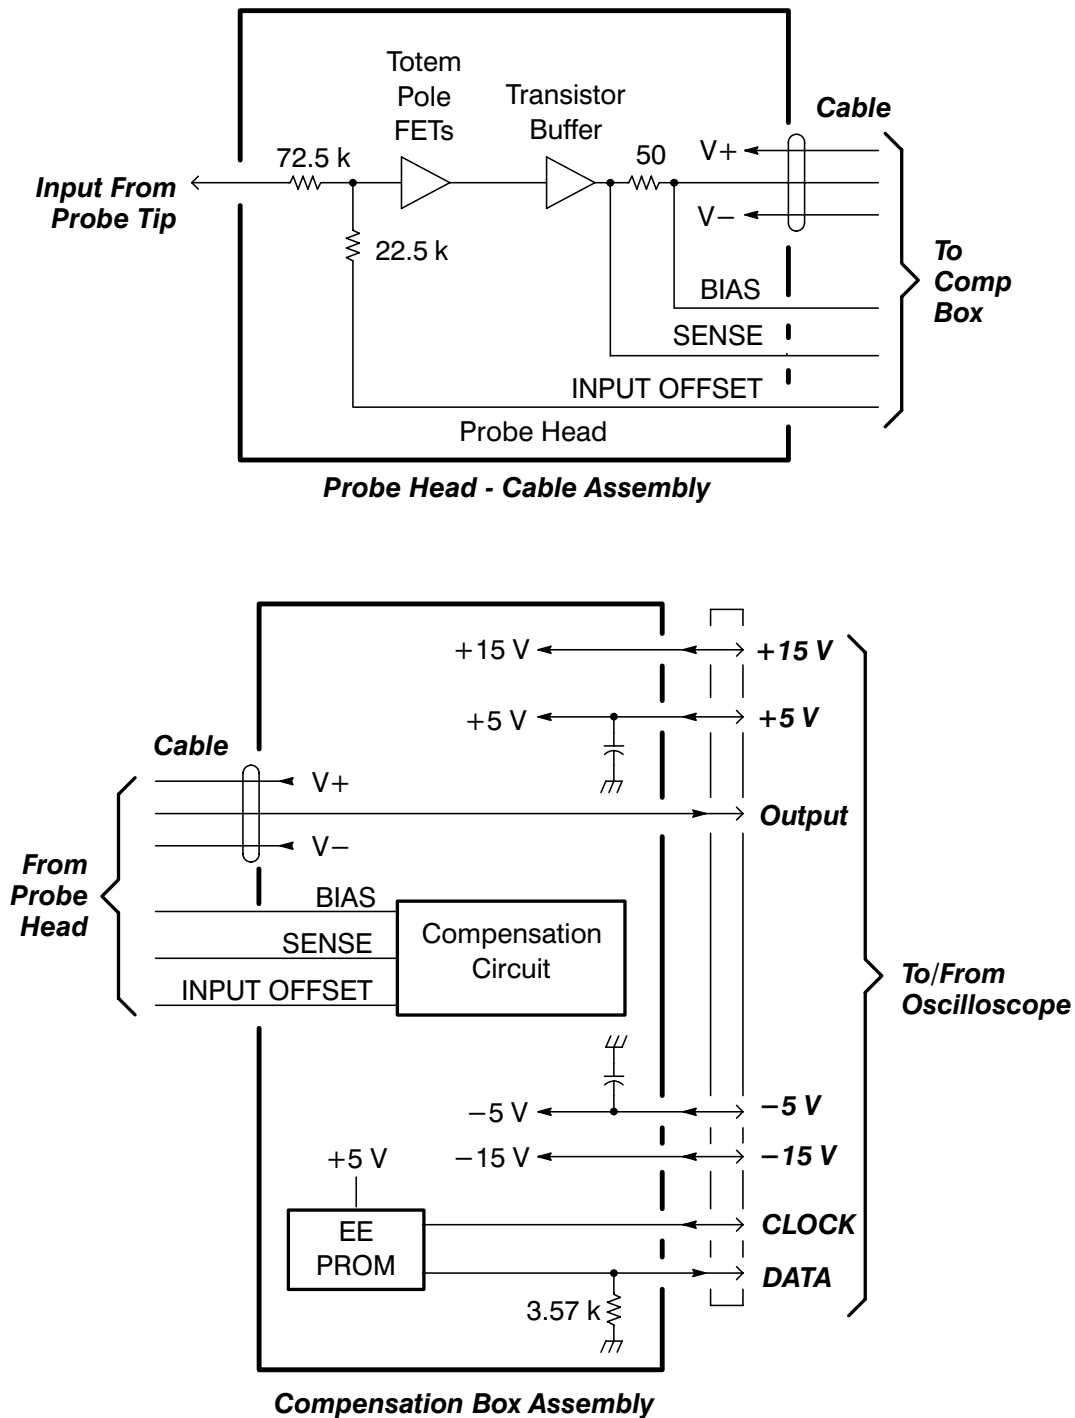 Totem
Pole
FETs
Transistor
Buffer
Cable
72.5 k
50
V+
Input From
Probe Tip
V−
22.5 k
To
Comp
Box
BIAS
SENSE
INPUT OFFSET
Probe Head
Probe Head - Cable Assembly
+15 V
+15 V
+5 V
+5 V
Cable
V+
Output
V−
From
Probe
Head
BIAS
SENSE
INPUT OFFSET
Compensation
Circuit
To/From
Oscilloscope
−5 V
−5 V
−15 V
−15 V
+5 V
EE
PROM
CLOCK
DATA
3.57 k
Compensation Box Assembly